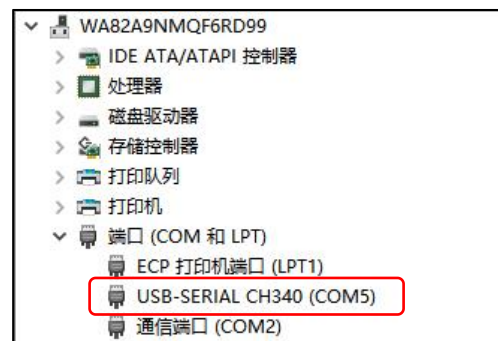 WA82A9NMQF6RD99
IDE ATA/ATAPI 控制器
处理器
磁盘驱动器
存储控制器
打印队列
打印机
端口 (COM 和 LPT)
ECP 打印机端口 (LPT1)
USB-SERIAL CH340 (COM5)
通信端口 (COM2)